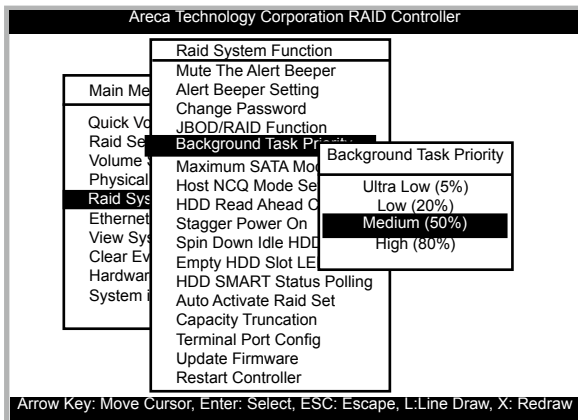 Areca Technology Corporation RAID Controller
Main Me
Quick Vo
Raid Se
Volume
Physical
Raid Sys
Ethernet
View Sys
Clear Ev
Hardwar
System i
Raid System Function
Mute The Alert Beeper
Alert Beeper Setting
Change Password
JBOD/RAID Function
Background Task Priority
Maximum SATA Mod
Host NCQ Mode Se
HDD Read Ahead C
Stagger Power On
Spin Down Idle HDD
Empty HDD Slot LE
HDD SMART Status Polling
Auto Activate Raid Set
Capacity Truncation
Terminal Port Config
Update Firmware
Restart Controller
Background Task Priority
Ultra Low (5%)
Low (20%)
Medium (50%)
High (80%)
Arrow Key: Move Cursor, Enter: Select, ESC: Escape, L:Line Draw, X: Redraw